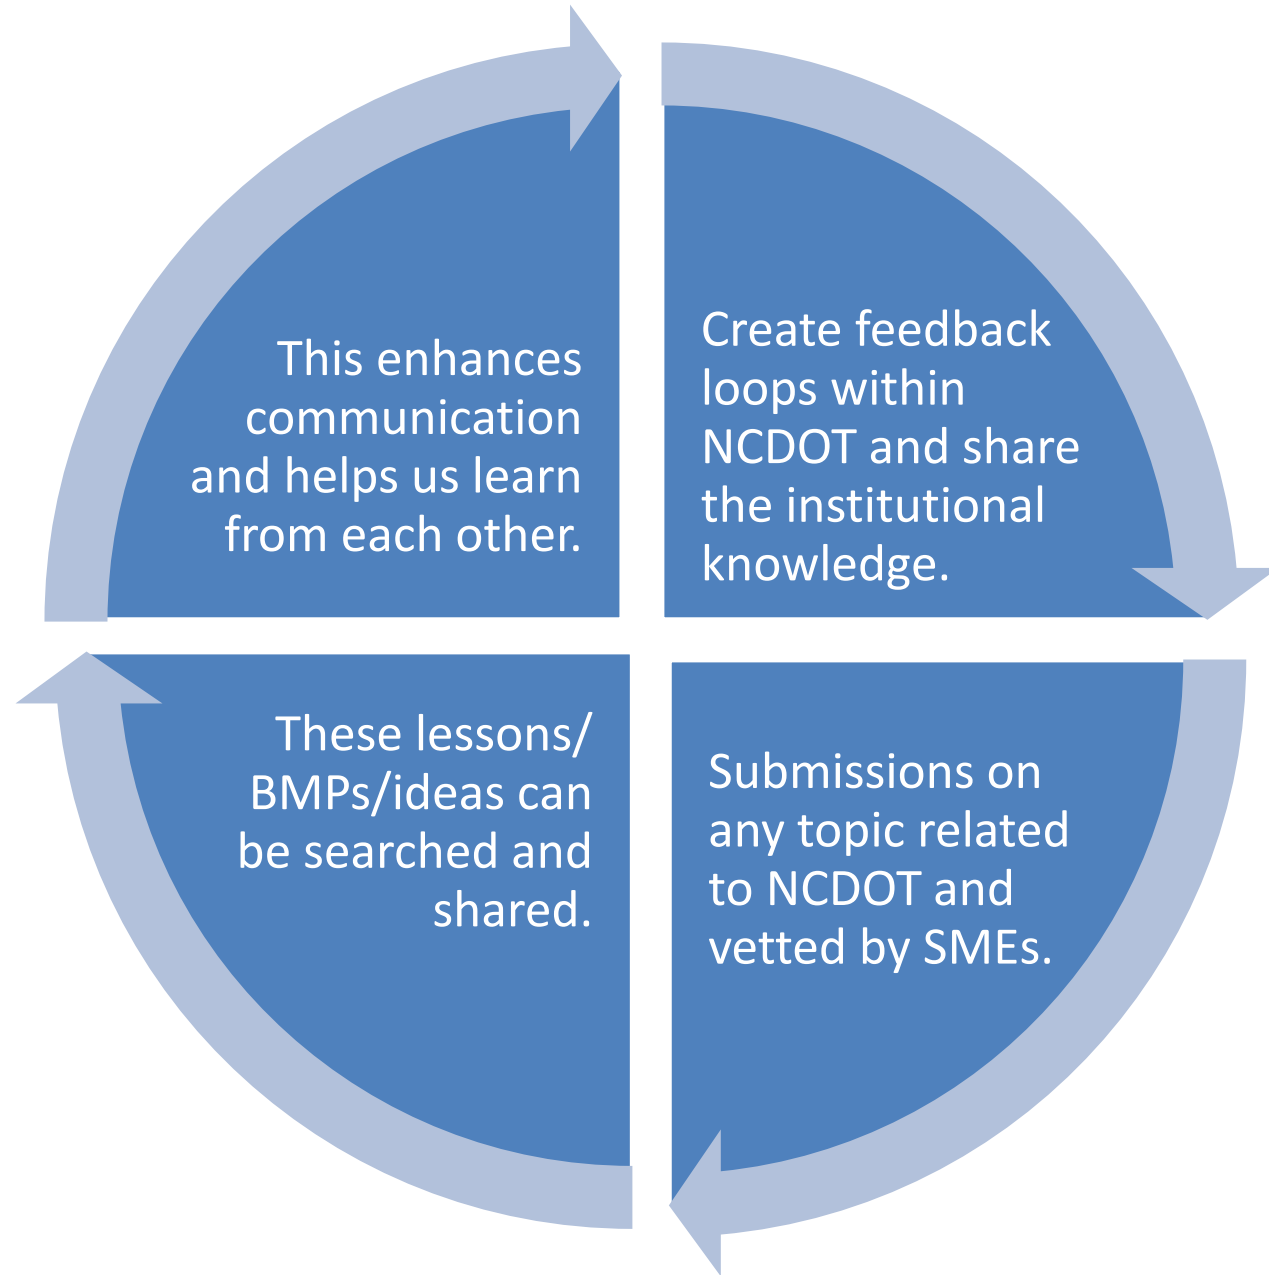 This enhances
communication
and helps us learn
from each other.
Create feedback
loops within
NCDOT and share
the institutional
knowledge.
These lessons/
BMPs/ideas can
be searched and
shared.
Submissions on
any topic related
to NCDOT and
vetted by SMEs.